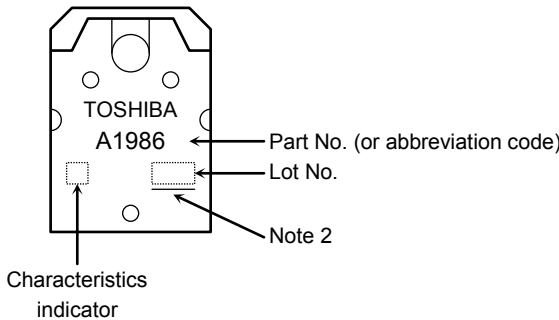 TOSHIBA
A1986
Part No. (or abbreviation code)
Lot No.
Note 2
Characteristics
indicator